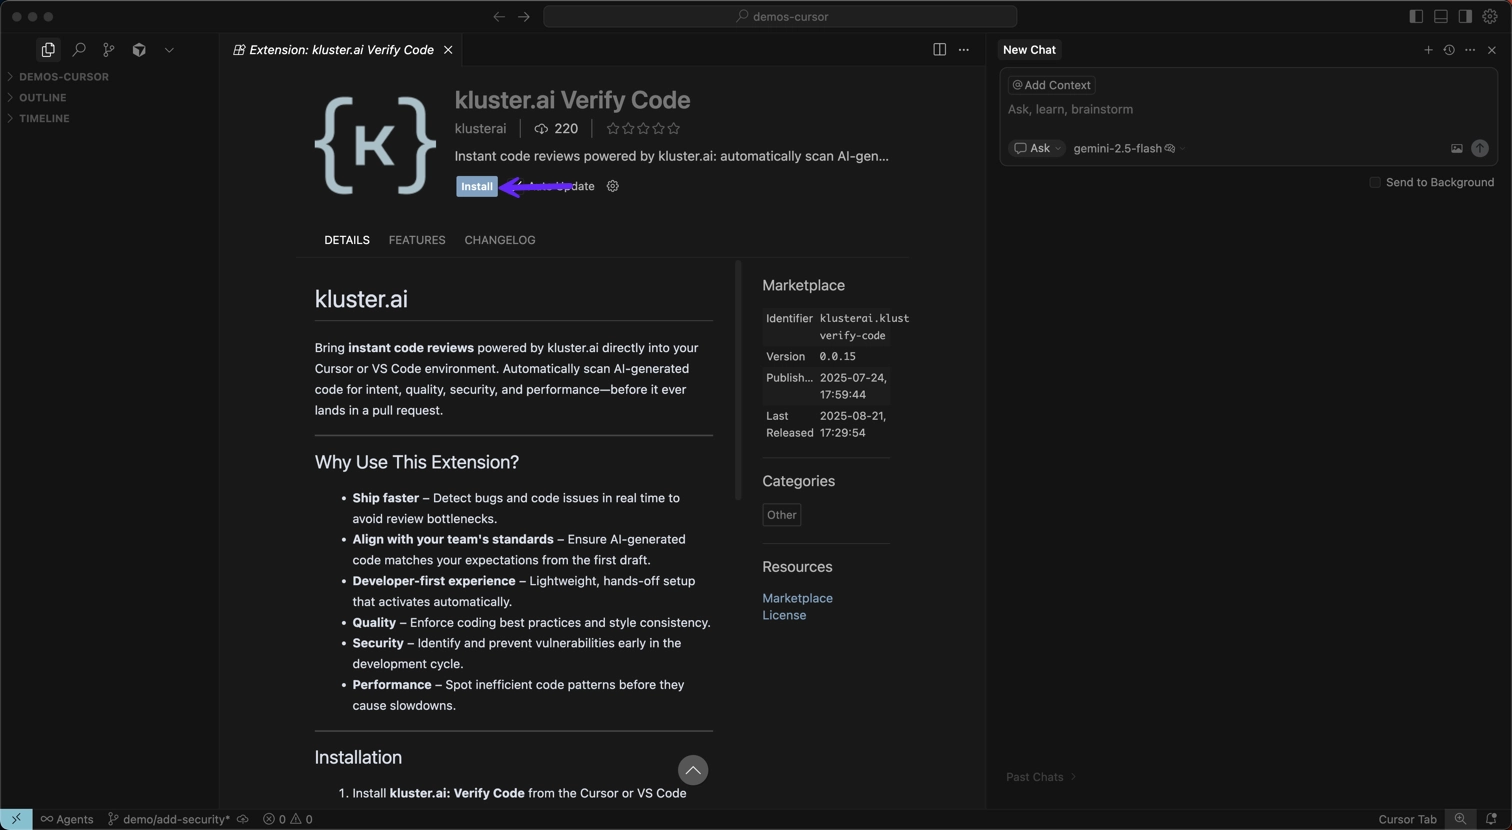 demos-cursor
Extension: kluster.ai Verify Code
DEMOS-CURSOR
OUTLINE
TIMELINE
K
kluster.ai Verify Code
klusterai
220
Instant code reviews powered by kluster.ai: automatically scan AI-gen...
Install
Auto Update
DETAILS FEATURES CHANGELOG
kluster.ai
Bring instant code reviews powered by kluster.ai directly into your
Cursor or VS Code environment. Automatically scan AI-generated
code for intent, quality, security, and performance—before it ever
lands in a pull request.
Why Use This Extension?
• Ship faster – Detect bugs and code issues in real time to
avoid review bottlenecks.
• Align with your team's standards – Ensure AI-generated
code matches your expectations from the first draft.
• Developer-first experience – Lightweight, hands-off setup
that activates automatically.
• Quality – Enforce coding best practices and style consistency.
• Security – Identify and prevent vulnerabilities early in the
development cycle.
• Performance – Spot inefficient code patterns before they
cause slowdowns.
Installation
1. Install kluster.ai: Verify Code from the Cursor or VS Code
Marketplace
Identifier klusterai.klust
verify-code
Version 0.0.15
Publish... 2025-07-24,
17:59:44
Last 2025-08-21,
Released 17:29:54
Categories
Other
Resources
Marketplace
License
New Chat
@ Add Context
Ask, learn, brainstorm
Ask gemini-2.5-flash
Send to Background
Past Chats
Agents demo/add-security* 0 0
Cursor Tab